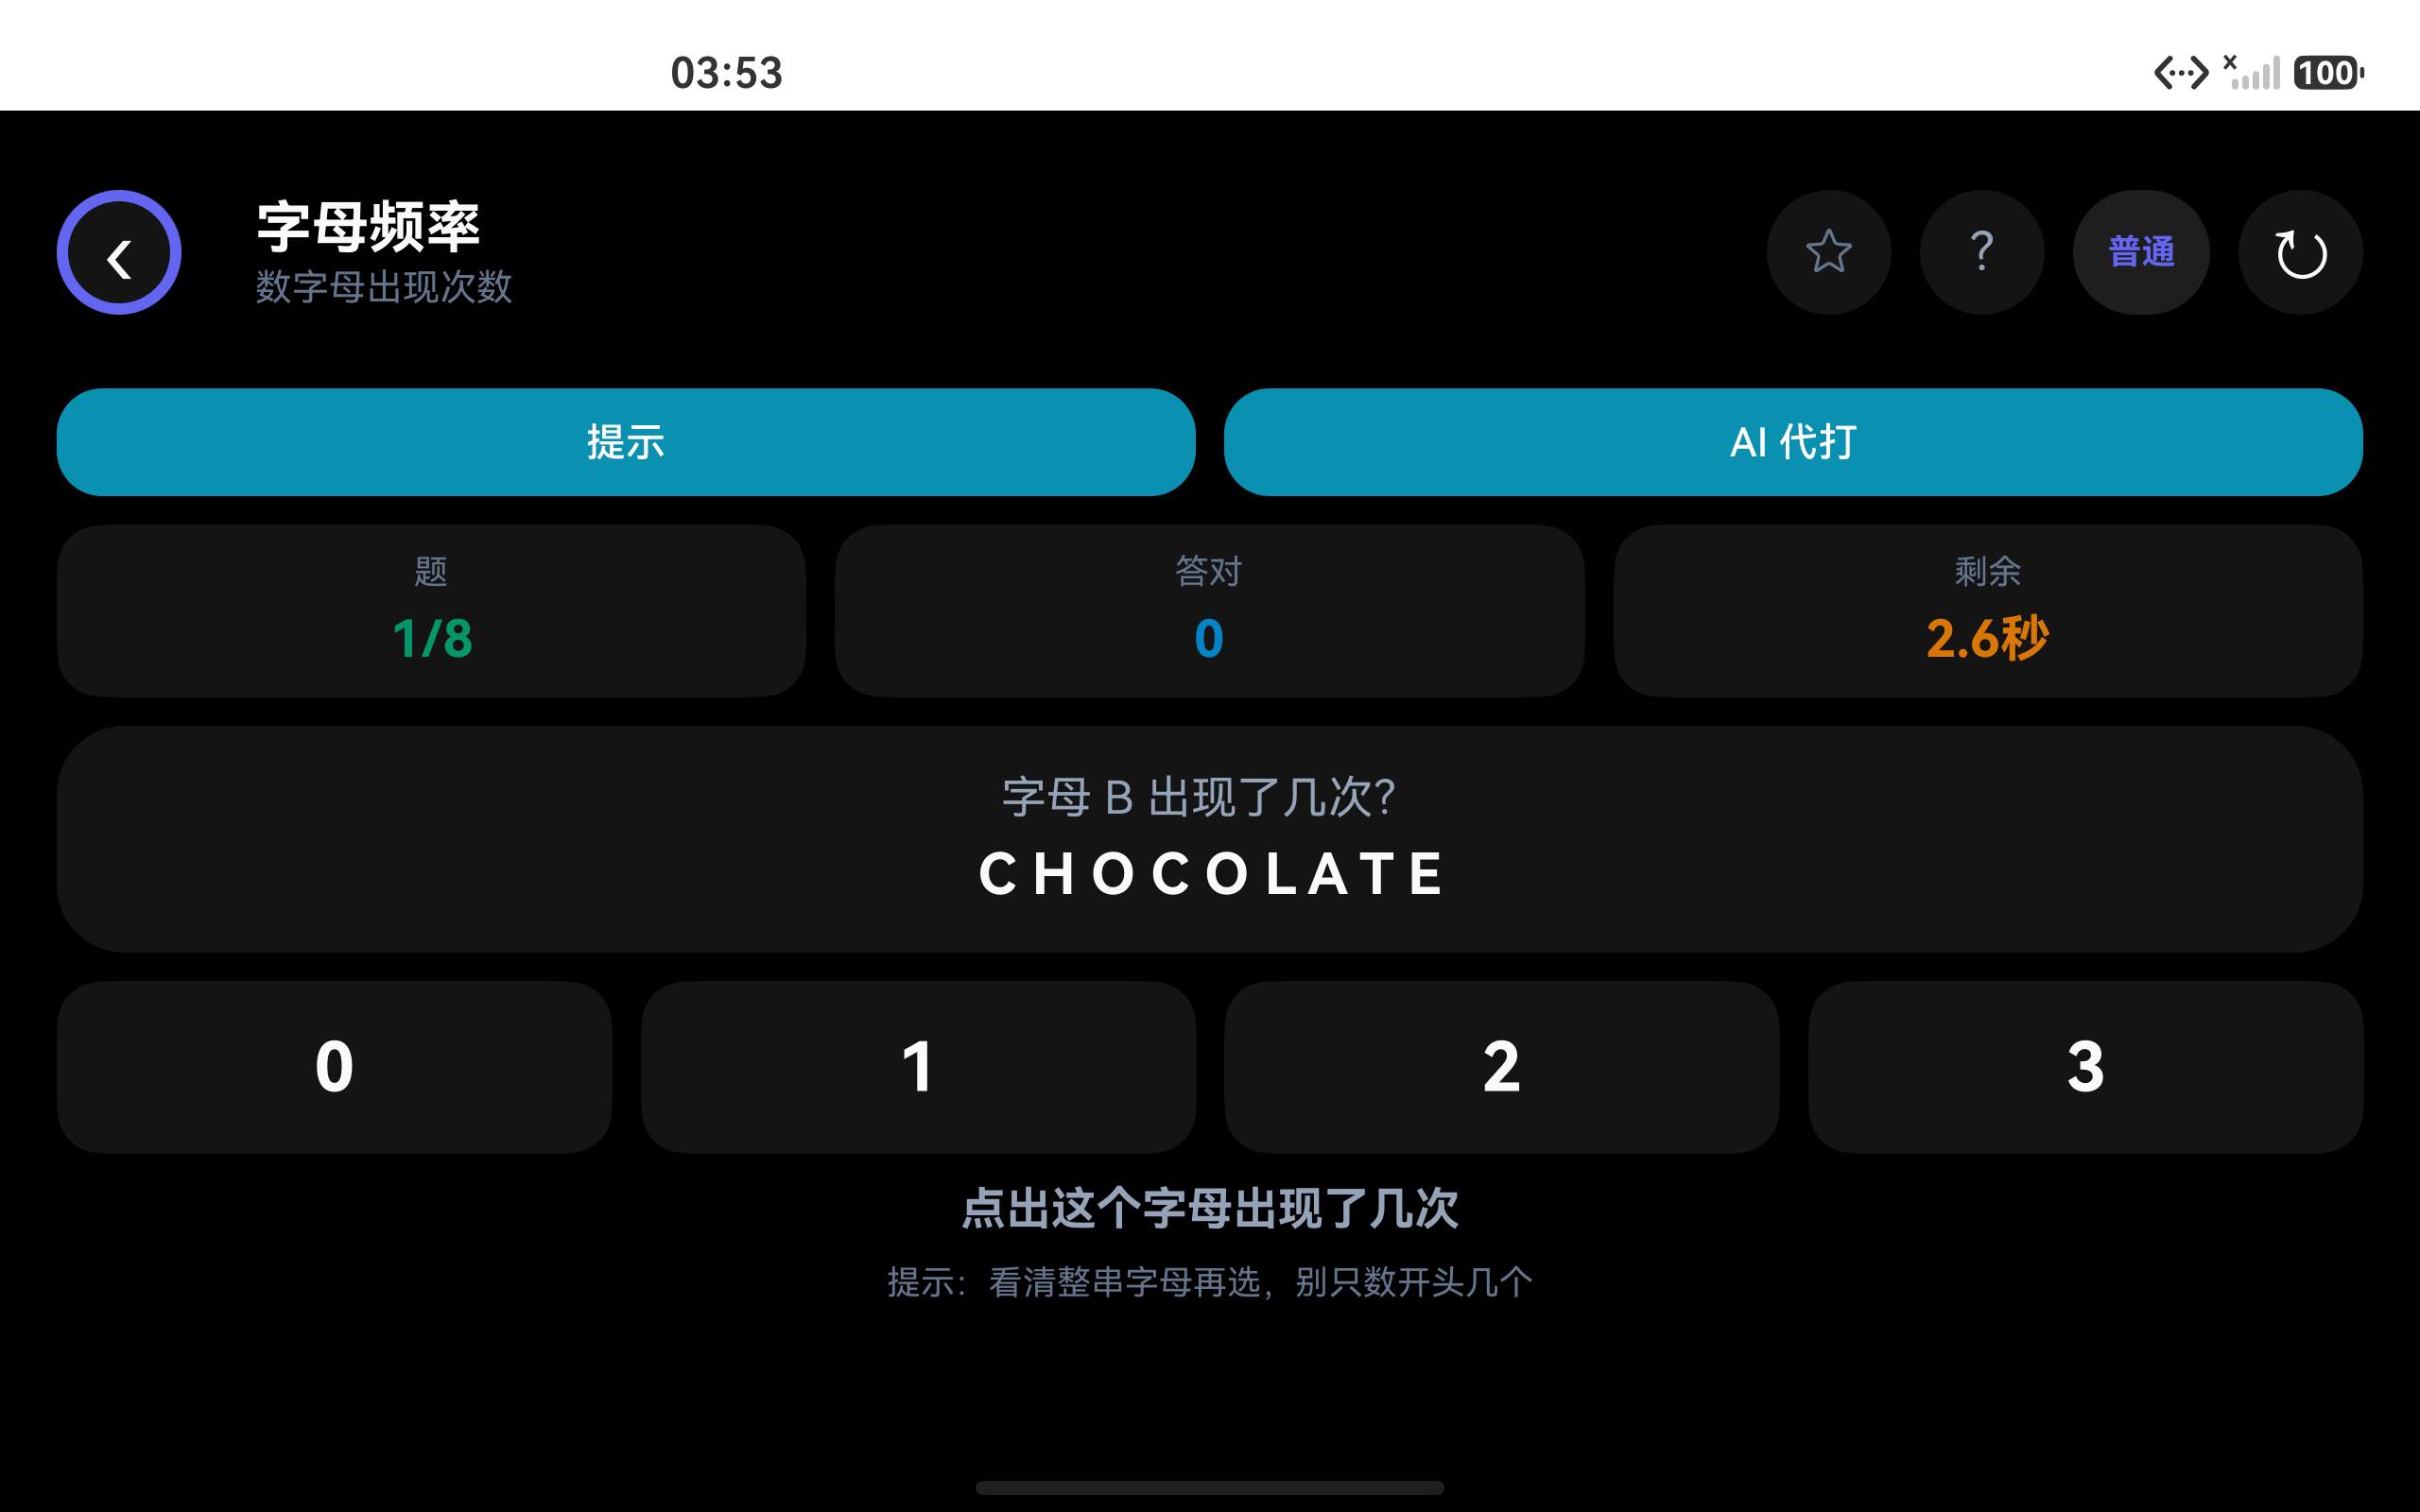 03:53
100
字母频率
数字母出现次数
?
普通
提示
AI 代打
题
答对
剩余
1/8
0
2.6秒
字母 B 出现了几次?
CHOCOLATE
0
1
2
3
点出这个字母出现了几次
提示：看清整串字母再选，别只数开头几个